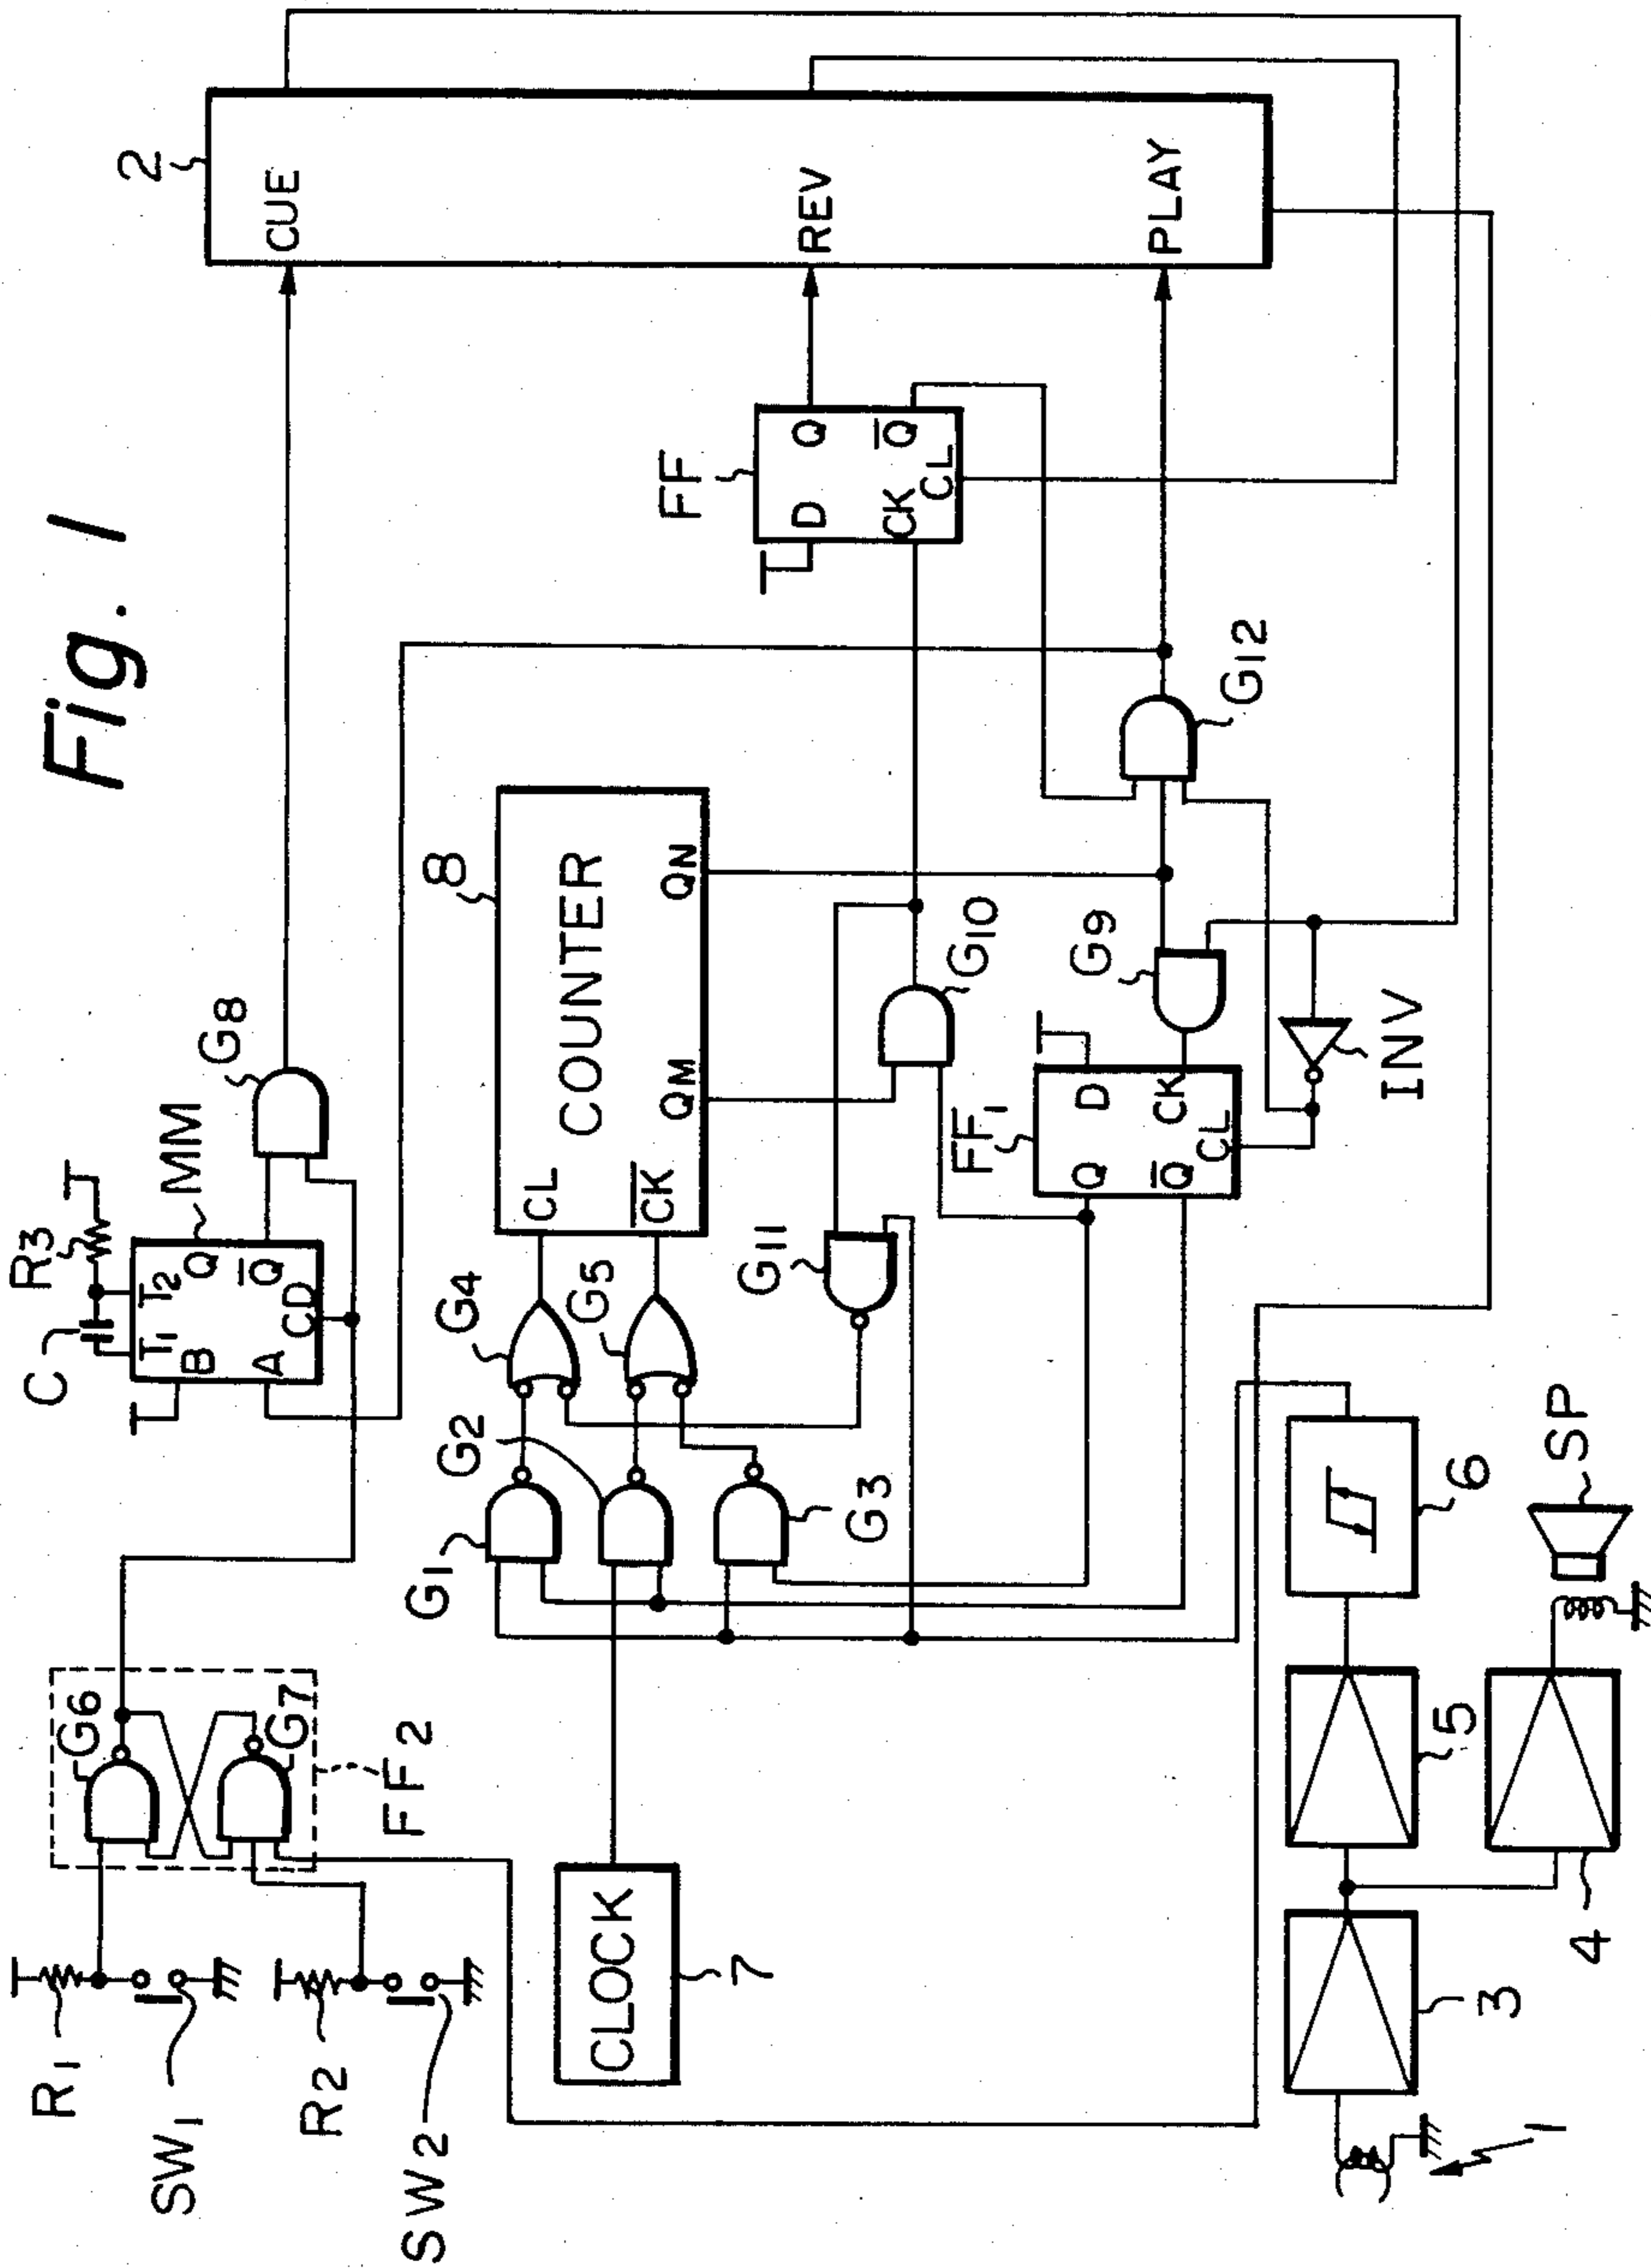 Fig. 1
2
CUE
REV
PLAY
FF
D
Q
CK
Q̅
CL
G12
8
COUNTER
CL
C̅K̅
QM
QN
G8
MM
R3
C
T1
T2
B
Q
A
Q̅
CD
G4
G5
G11
G10
G9
FF1
Q
D
Q̅
CK
CL
INV
G1
G2
G3
G6
G7
FF2
R1
SW1
R2
SW2
CLOCK
7
1
3
4
5
6
SP